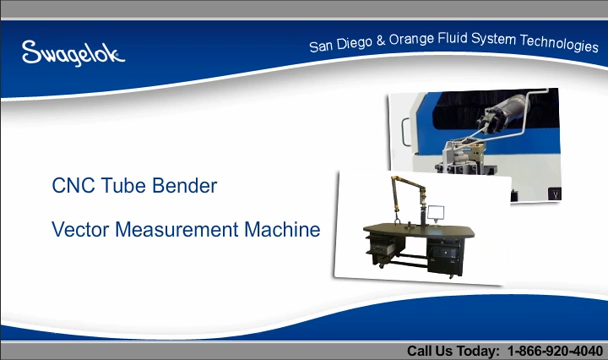 Swagelok
San Diego & Orange Fluid System Technologies
CNC Tube Bender
Vector Measurement Machine
Call Us Today: 1-866-920-4040